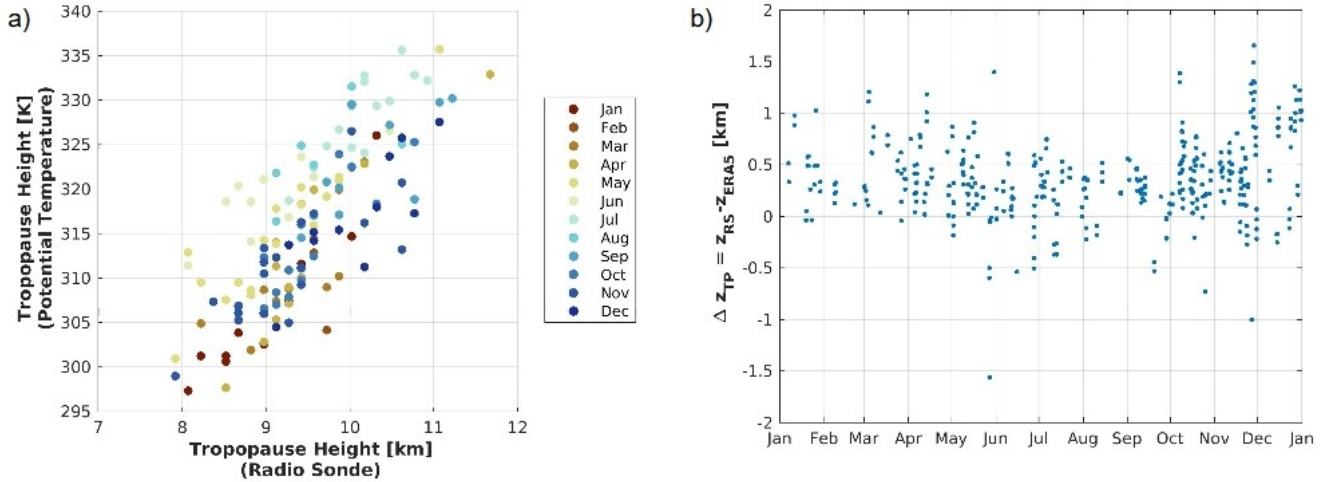 a)
Tropopause Height [K]
(Potential Temperature)
340
335
330
325
320
315
310
305
300
295
7
8
9
10
11
12
Tropopause Height [km]
(Radio Sonde)
Jan
Feb
Mar
Apr
May
Jun
Jul
Aug
Sep
Oct
Nov
Dec
b)
Δ z_TP = z_RS-z_ERA5 [km]
2
1.5
1
0.5
0
-0.5
-1
-1.5
-2
Jan Feb Mar Apr May Jun Jul Aug Sep Oct Nov Dec Jan